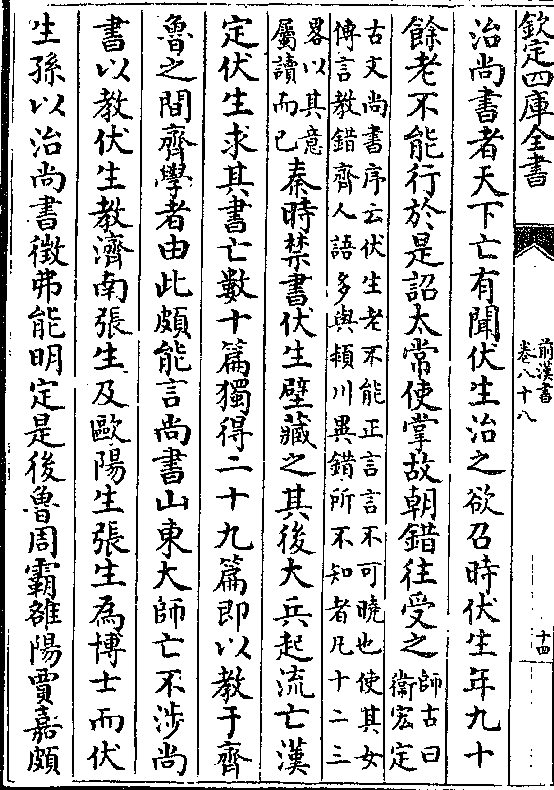 欽定四庫全書
前漢書
卷八十八
十四
治尚書者天下亡有聞伏生治之欲召時伏生年九十
餘老不能行於是詔太常使掌故朝錯往受之師古曰衛宏定
古文尚書序云伏生老不能正言言不可曉也使其女
傳言教錯齊人語多與潁川異錯所不知者凡十二三
畧以其意屬讀而已秦時禁書伏生壁藏之其後大兵起流亡漢
定伏生求其書亡數十篇獨得二十九篇即以教于齊
魯之間齊學者由此頗能言尚書山東大師亡不涉尚
書以教伏生教濟南張生及歐陽生張生為博士而伏
生孫以治尚書徵弗能明定是後魯周霸雒陽賈嘉頗